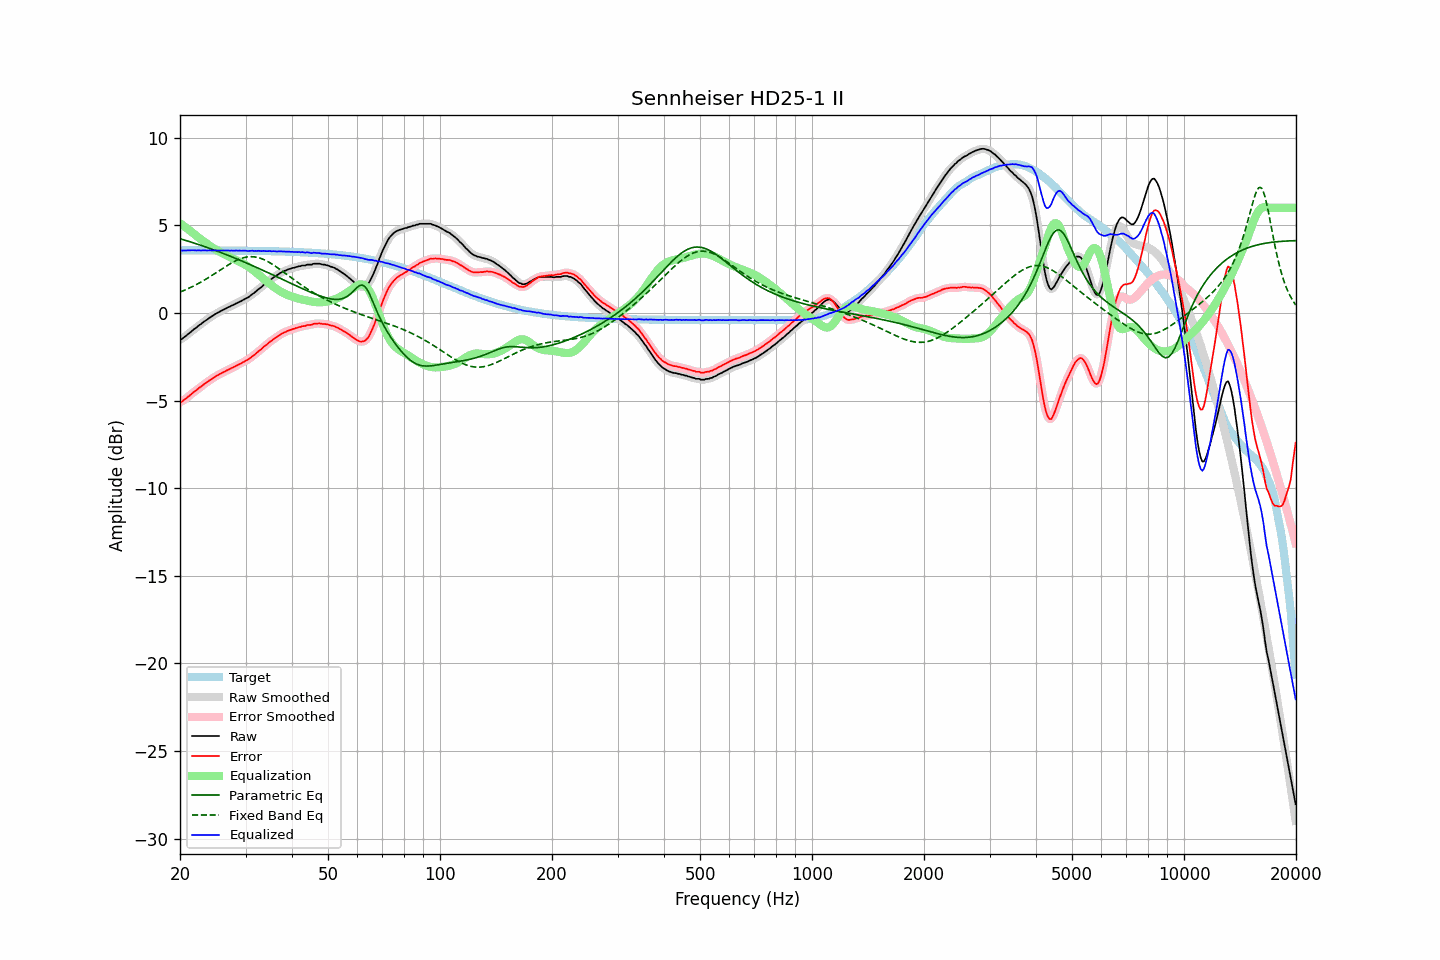 Sennheiser HD25-1 II
Amplitude (dBr)
10
5
0
−5
−10
−15
−20
−25
−30
Target
Raw Smoothed
Error Smoothed
Raw
Error
Equalization
Parametric Eq
Fixed Band Eq
Equalized
20
50
100
200
500
1000
2000
5000
10000
20000
Frequency (Hz)